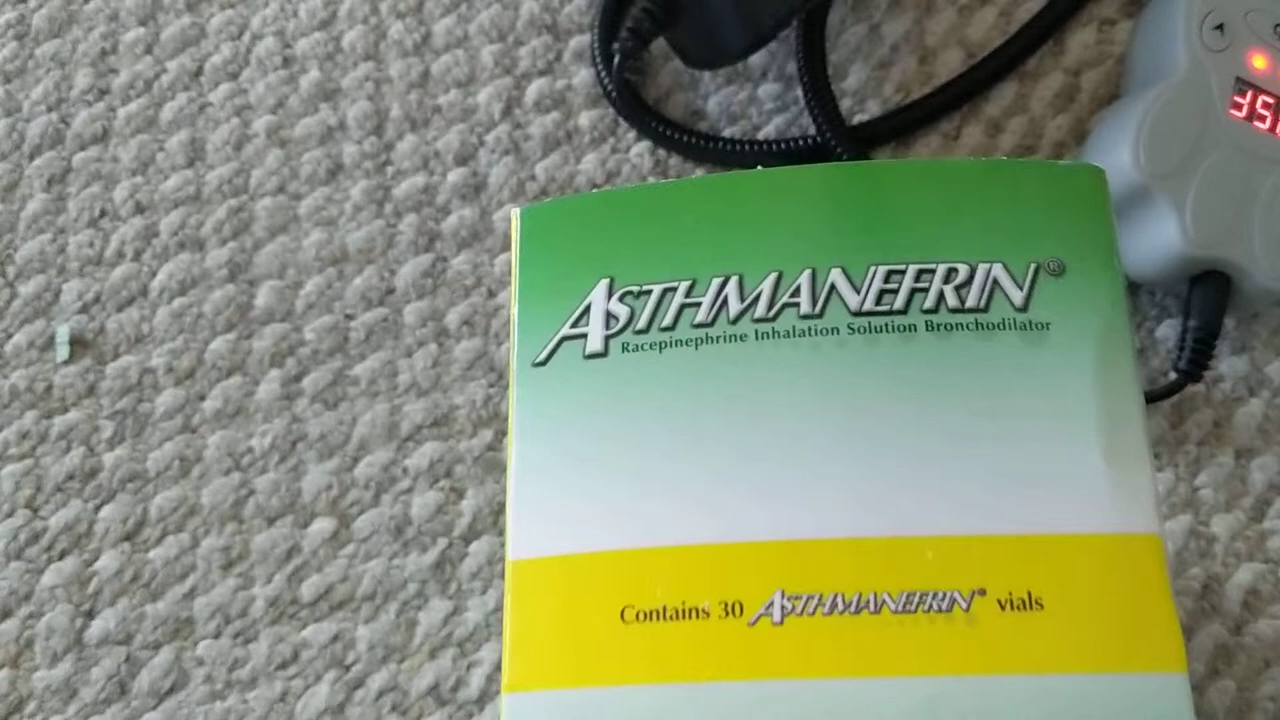 ASTHMANEFRIN®
Racepinephrine Inhalation Solution Bronchodilator
Contains 30 ASTHMANEFRIN® vials